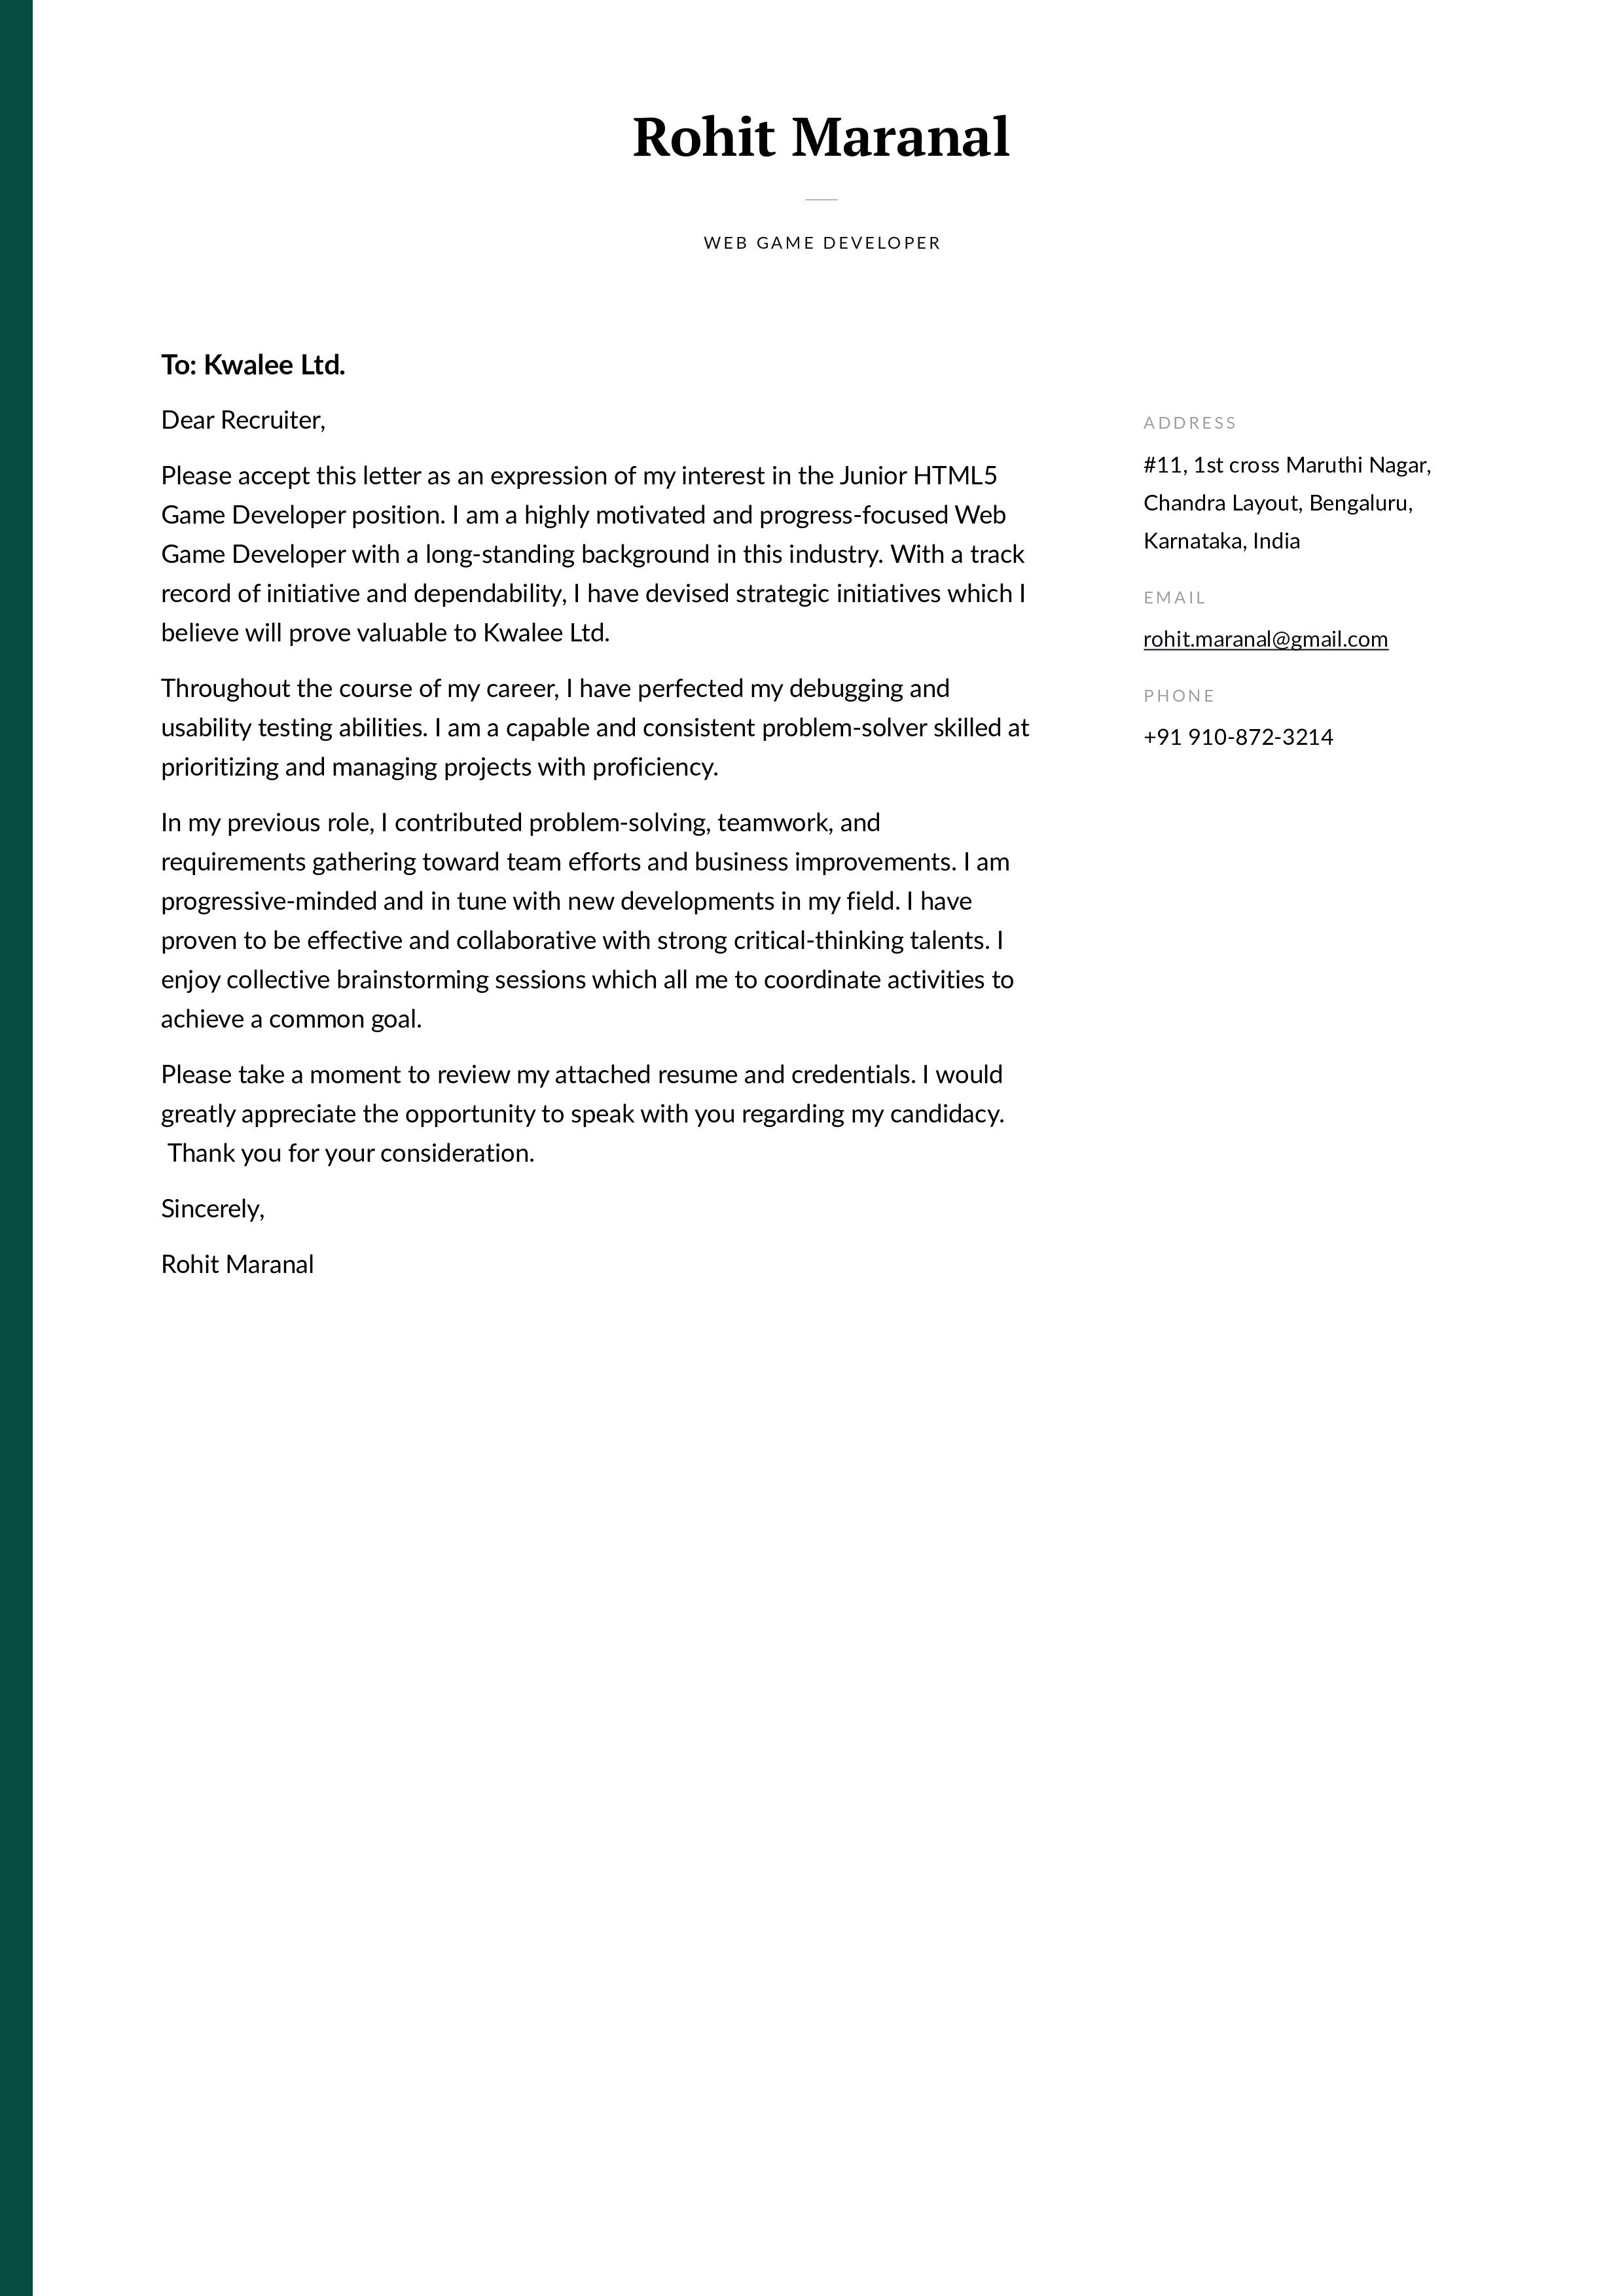 Rohit Maranal
WEB GAME DEVELOPER
To: Kwalee Ltd.
Dear Recruiter,
Please accept this letter as an expression of my interest in the Junior HTML5
Game Developer position. I am a highly motivated and progress-focused Web
Game Developer with a long-standing background in this industry. With a track
record of initiative and dependability, I have devised strategic initiatives which I
believe will prove valuable to Kwalee Ltd.
Throughout the course of my career, I have perfected my debugging and
usability testing abilities. I am a capable and consistent problem-solver skilled at
prioritizing and managing projects with proficiency.
In my previous role, I contributed problem-solving, teamwork, and
requirements gathering toward team efforts and business improvements. I am
progressive-minded and in tune with new developments in my field. I have
proven to be effective and collaborative with strong critical-thinking talents. I
enjoy collective brainstorming sessions which all me to coordinate activities to
achieve a common goal.
Please take a moment to review my attached resume and credentials. I would
greatly appreciate the opportunity to speak with you regarding my candidacy.
Thank you for your consideration.
Sincerely,
Rohit Maranal
ADDRESS
#11, 1st cross Maruthi Nagar,
Chandra Layout, Bengaluru,
Karnataka, India
EMAIL
rohit.maranal@gmail.com
PHONE
+91 910-872-3214